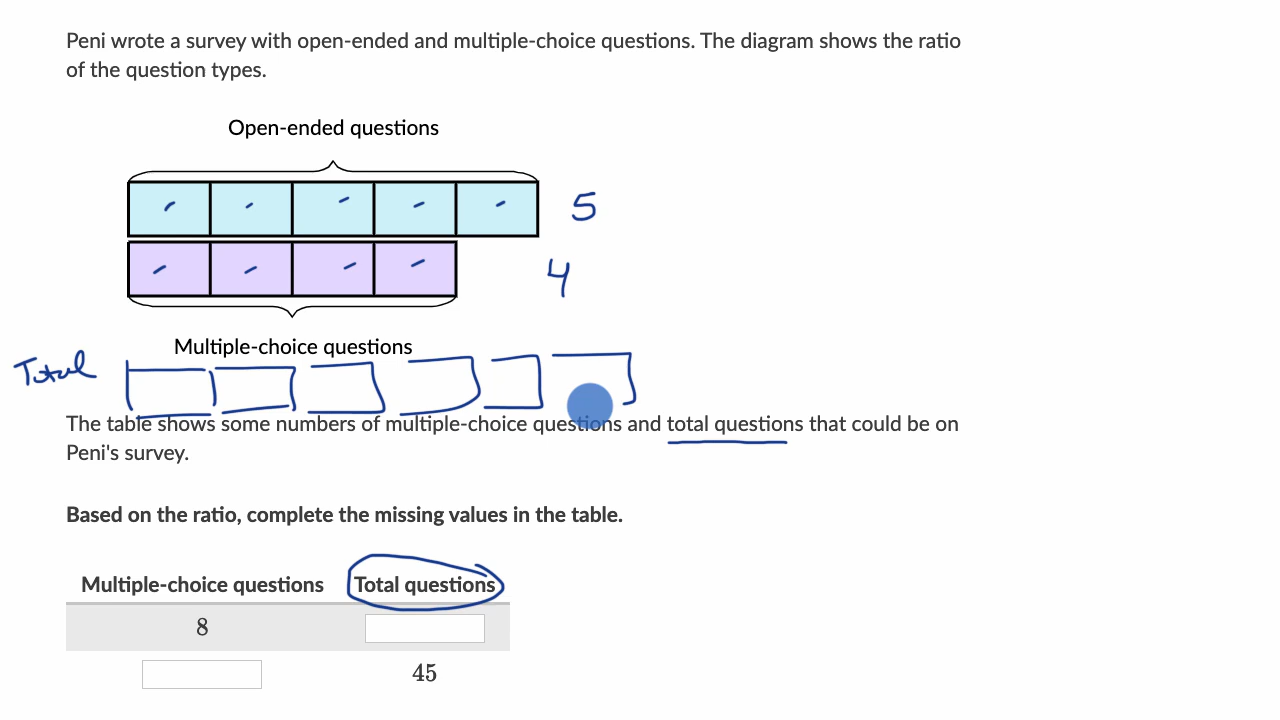 Peni wrote a survey with open-ended and multiple-choice questions. The diagram shows the ratio
of the question types.
Open-ended questions
5
4
Multiple-choice questions
Total
The table shows some numbers of multiple-choice questions and total questions that could be on
Peni's survey.
Based on the ratio, complete the missing values in the table.
Multiple-choice questions Total questions
8
45